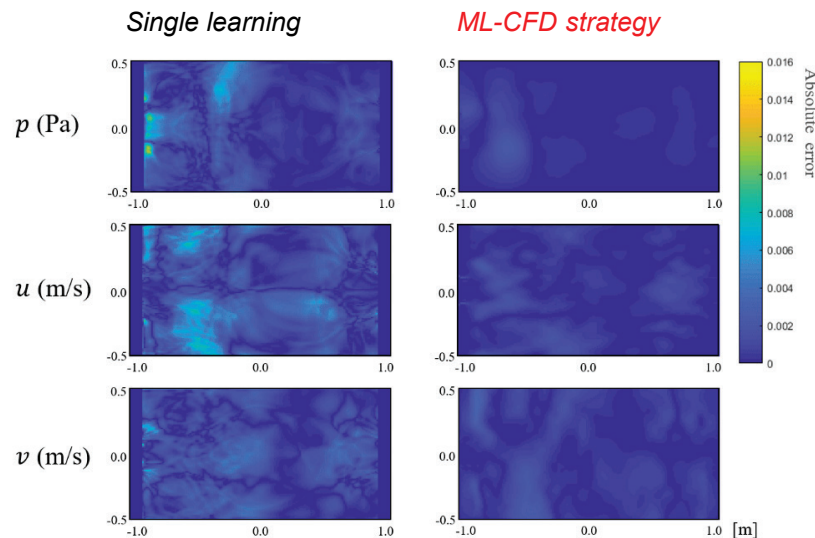 Single learning
ML-CFD strategy
p (Pa)
0.5
0.0
-0.5
-1.0 0.0 1.0
0.5
0.0
-0.5
-1.0 0.0 1.0
u (m/s)
0.5
0.0
-0.5
-1.0 0.0 1.0
0.5
0.0
-0.5
-1.0 0.0 1.0
v (m/s)
0.5
0.0
-0.5
-1.0 0.0 1.0
0.5
0.0
-0.5
-1.0 0.0 1.0
[m]
0.016
0.014
0.012
0.010
0.008
0.006
0.004
0.002
0
Absolute error